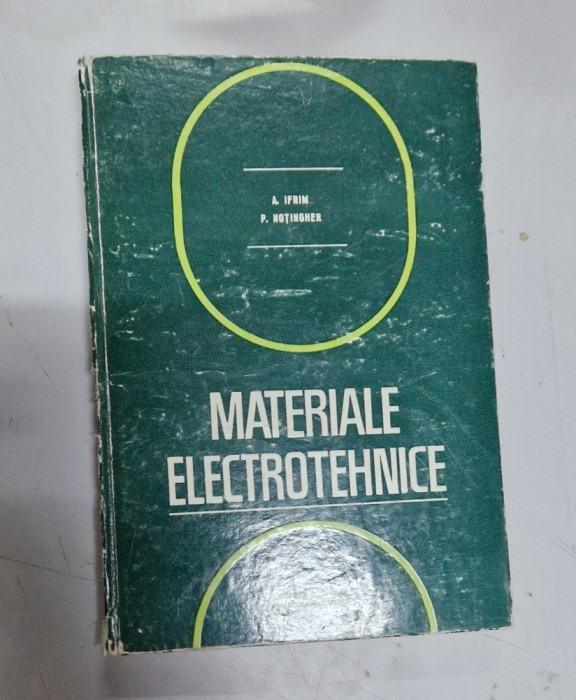 A. IFRIM
P. NOȚINGHER
MATERIALE
ELECTROTEHNICE